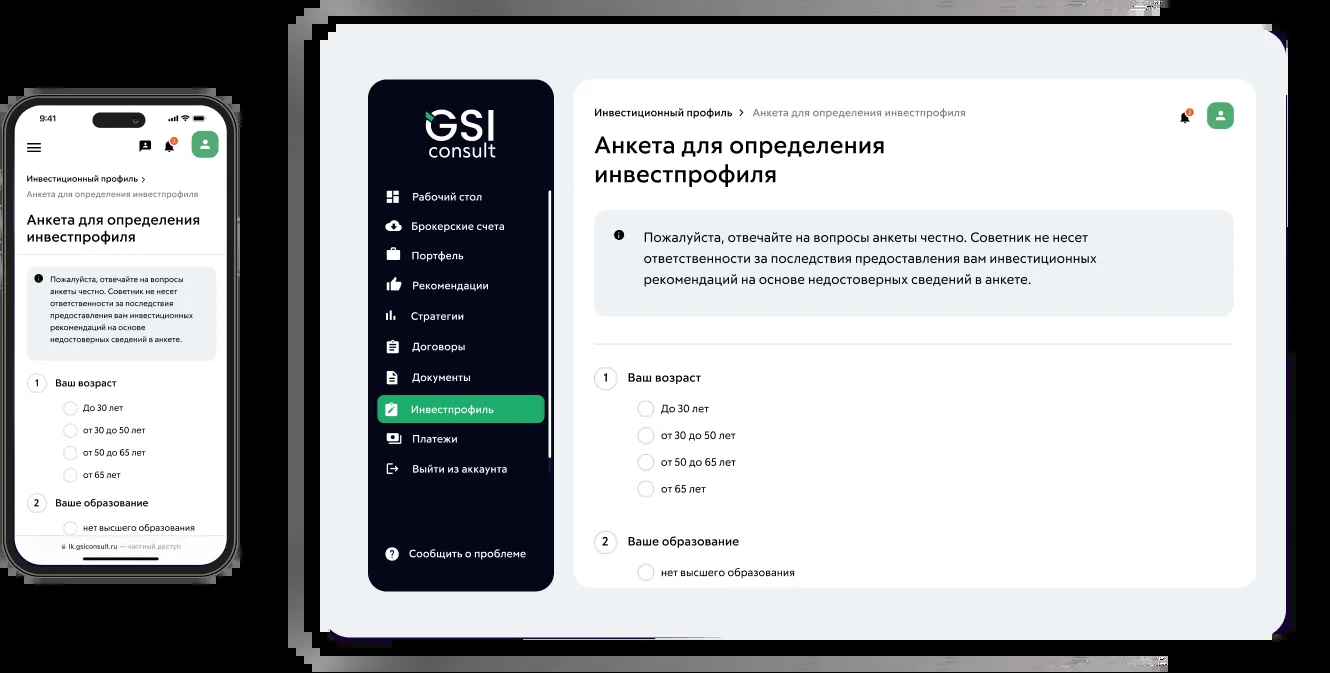 9:41
Инвестиционный профиль
Анкета для определения инвестпрофиля
Анкета для определения
инвестпрофиля
Пожалуйста, отвечайте на вопросы
анкеты честно. Советник не несет
ответственности за последствия
предоставления вам инвестиционных
рекомендаций на основе
недостоверных сведений в анкете.
1 Ваш возраст
До 30 лет
от 30 до 50 лет
от 50 до 65 лет
от 65 лет
2 Ваше образование
нет высшего образования
lk.gsiconsult.ru — частный доступ
GSI
consult
Рабочий стол
Брокерские счета
Портфель
Рекомендации
Стратегии
Договоры
Документы
Инвестпрофиль
Платежи
Выйти из аккаунта
Сообщить о проблеме
Инвестиционный профиль > Анкета для определения инвестпрофиля
Анкета для определения
инвестпрофиля
Пожалуйста, отвечайте на вопросы анкеты честно. Советник не несет
ответственности за последствия предоставления вам инвестиционных
рекомендаций на основе недостоверных сведений в анкете.
1 Ваш возраст
До 30 лет
от 30 до 50 лет
от 50 до 65 лет
от 65 лет
2 Ваше образование
нет высшего образования